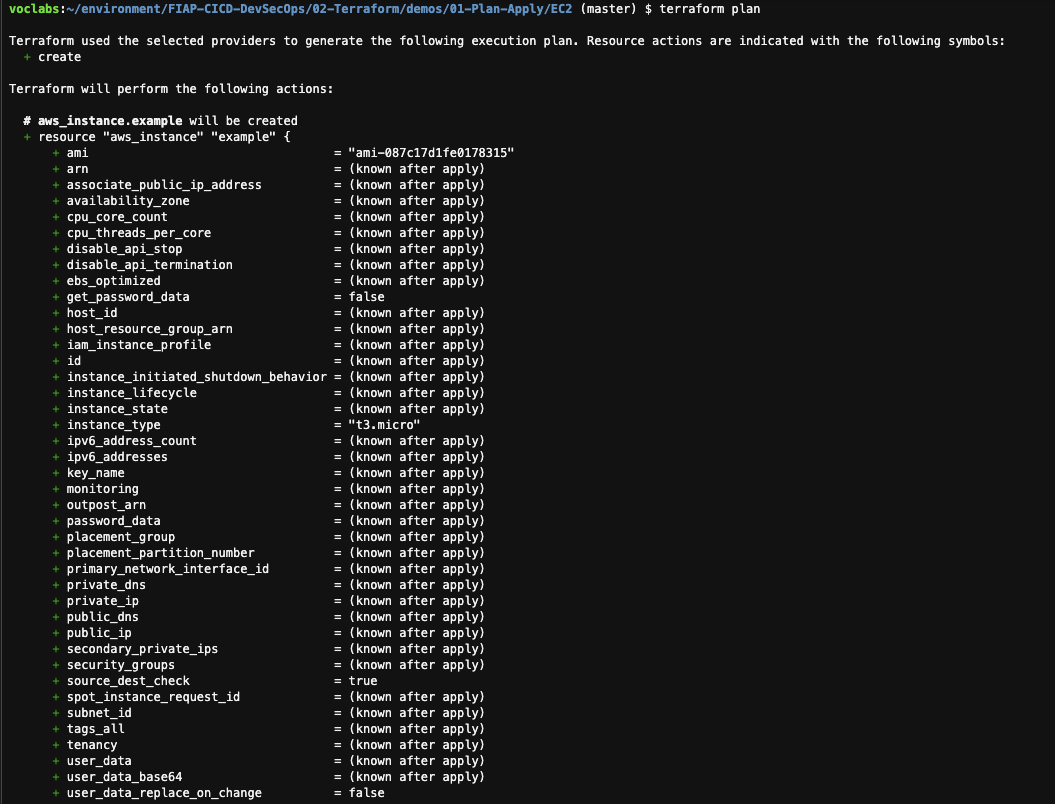 voclabs:~/environment/FIAP-CICD-DevSecOps/02-Terraform/demos/01-Plan-Apply/EC2 (master) $ terraform plan
Terraform used the selected providers to generate the following execution plan. Resource actions are indicated with the following symbols:
+ create
Terraform will perform the following actions:
# aws_instance.example will be created
+ resource "aws_instance" "example" {
+ ami = "ami-087c17d1fe0178315"
+ arn = (known after apply)
+ associate_public_ip_address = (known after apply)
+ availability_zone = (known after apply)
+ cpu_core_count = (known after apply)
+ cpu_threads_per_core = (known after apply)
+ disable_api_stop = (known after apply)
+ disable_api_termination = (known after apply)
+ ebs_optimized = (known after apply)
+ get_password_data = false
+ host_id = (known after apply)
+ host_resource_group_arn = (known after apply)
+ iam_instance_profile = (known after apply)
+ id = (known after apply)
+ instance_initiated_shutdown_behavior = (known after apply)
+ instance_lifecycle = (known after apply)
+ instance_state = (known after apply)
+ instance_type = "t3.micro"
+ ipv6_address_count = (known after apply)
+ ipv6_addresses = (known after apply)
+ key_name = (known after apply)
+ monitoring = (known after apply)
+ outpost_arn = (known after apply)
+ password_data = (known after apply)
+ placement_group = (known after apply)
+ placement_partition_number = (known after apply)
+ primary_network_interface_id = (known after apply)
+ private_dns = (known after apply)
+ private_ip = (known after apply)
+ public_dns = (known after apply)
+ public_ip = (known after apply)
+ secondary_private_ips = (known after apply)
+ security_groups = (known after apply)
+ source_dest_check = true
+ spot_instance_request_id = (known after apply)
+ subnet_id = (known after apply)
+ tags_all = (known after apply)
+ tenancy = (known after apply)
+ user_data = (known after apply)
+ user_data_base64 = (known after apply)
+ user_data_replace_on_change = false